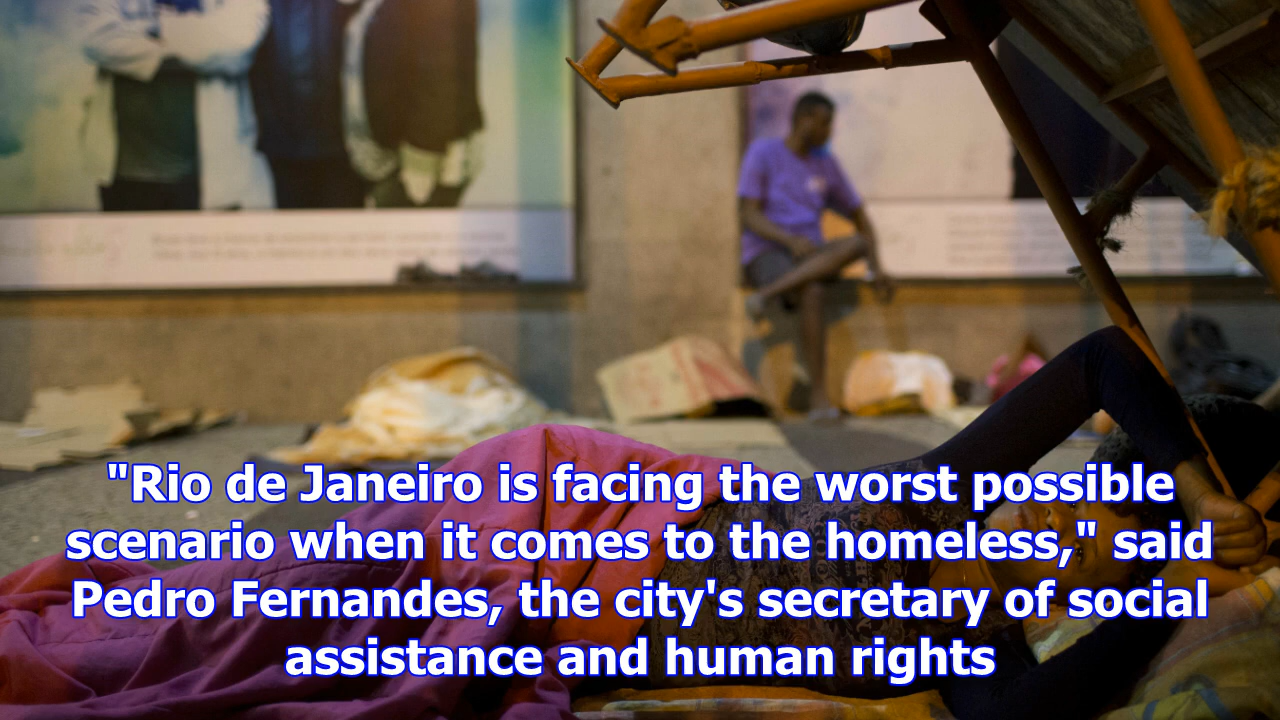 "Rio de Janeiro is facing the worst possible
scenario when it comes to the homeless," said
Pedro Fernandes, the city's secretary of social
assistance and human rights